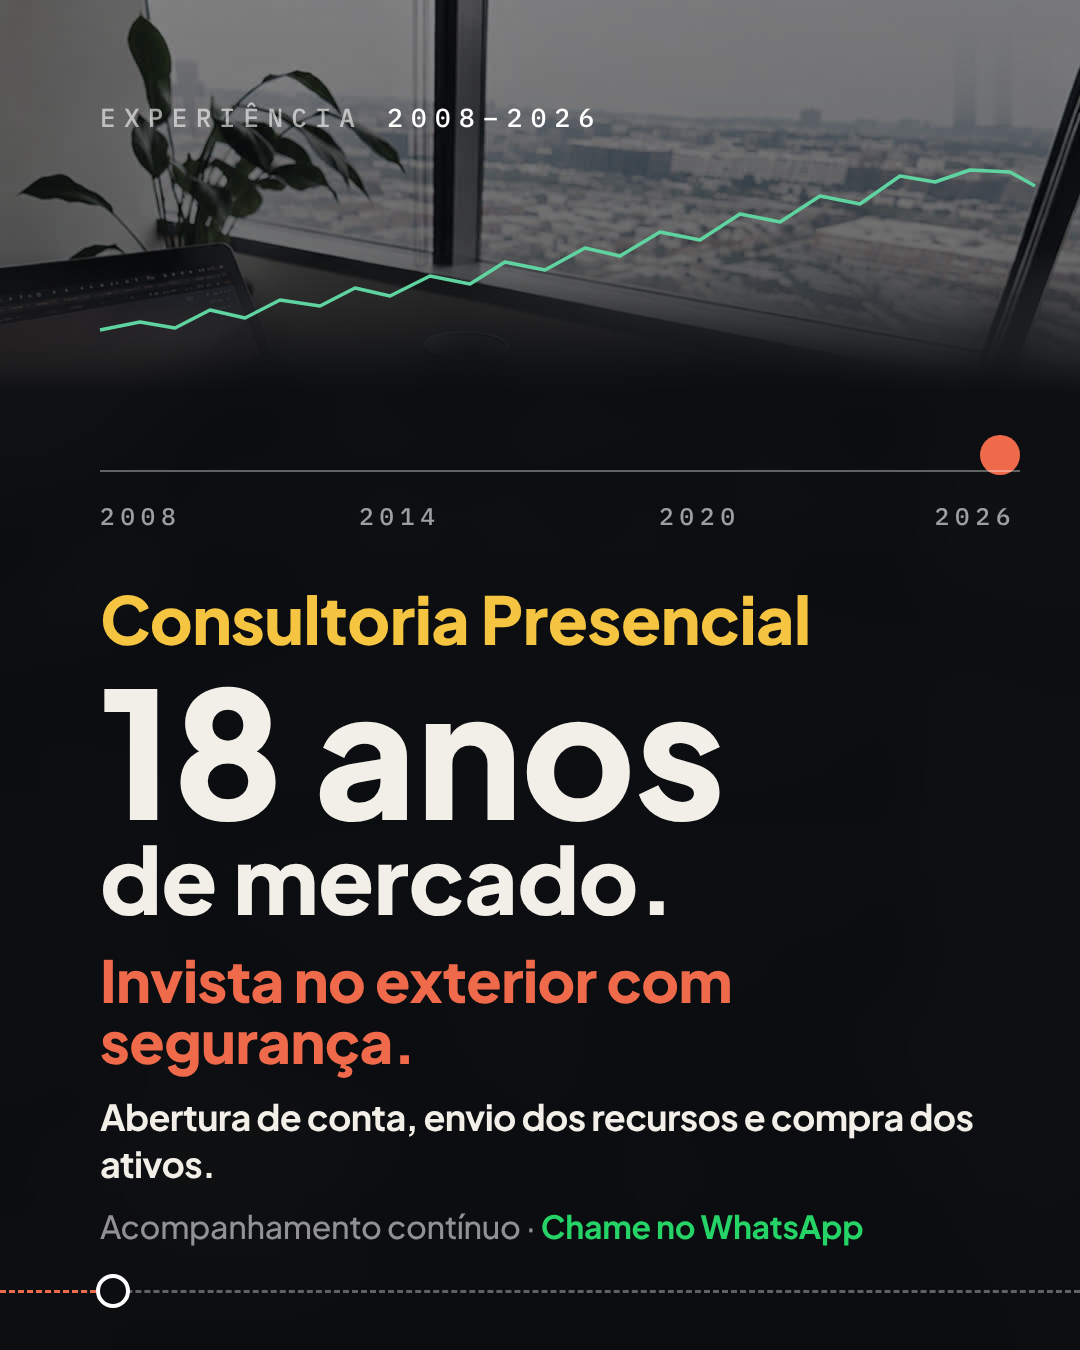 EXPERIÊNCIA 2008–2026
2008 2014 2020 2026
Consultoria Presencial
18 anos
de mercado.
Invista no exterior com
segurança.
Abertura de conta, envio dos recursos e compra dos
ativos.
Acompanhamento contínuo · Chame no WhatsApp